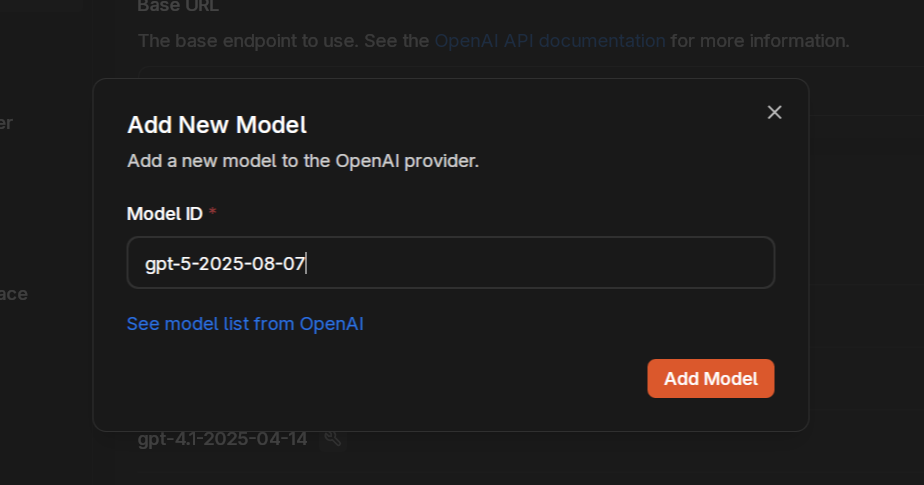 Base URL
The base endpoint to use. See the OpenAI API documentation for more information.
er
Add New Model
Add a new model to the OpenAI provider.
Model ID *
gpt-5-2025-08-07
ace
See model list from OpenAI
Add Model
gpt-4.1-2025-04-14